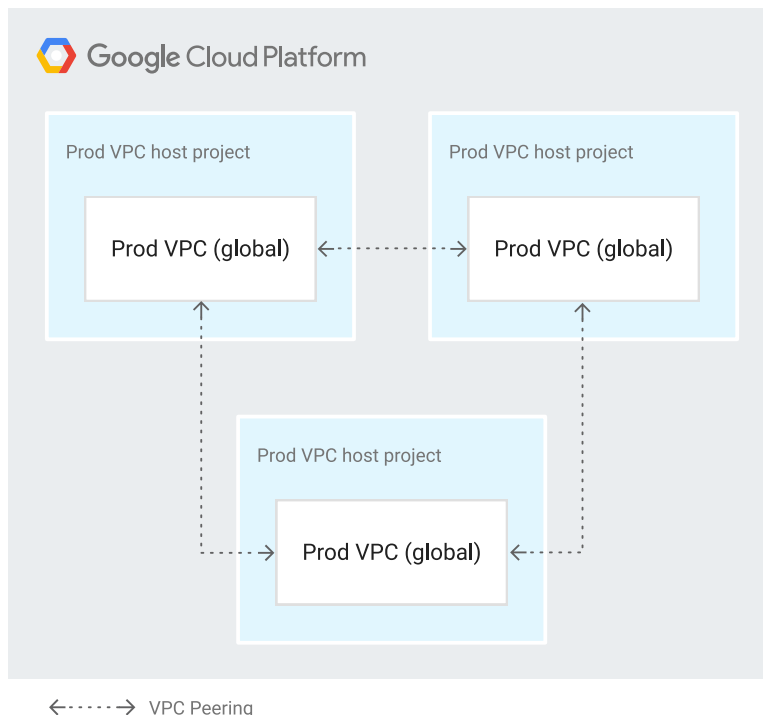 Google Cloud Platform
Prod VPC host project
Prod VPC (global)
Prod VPC host project
Prod VPC (global)
Prod VPC host project
Prod VPC (global)
VPC Peering